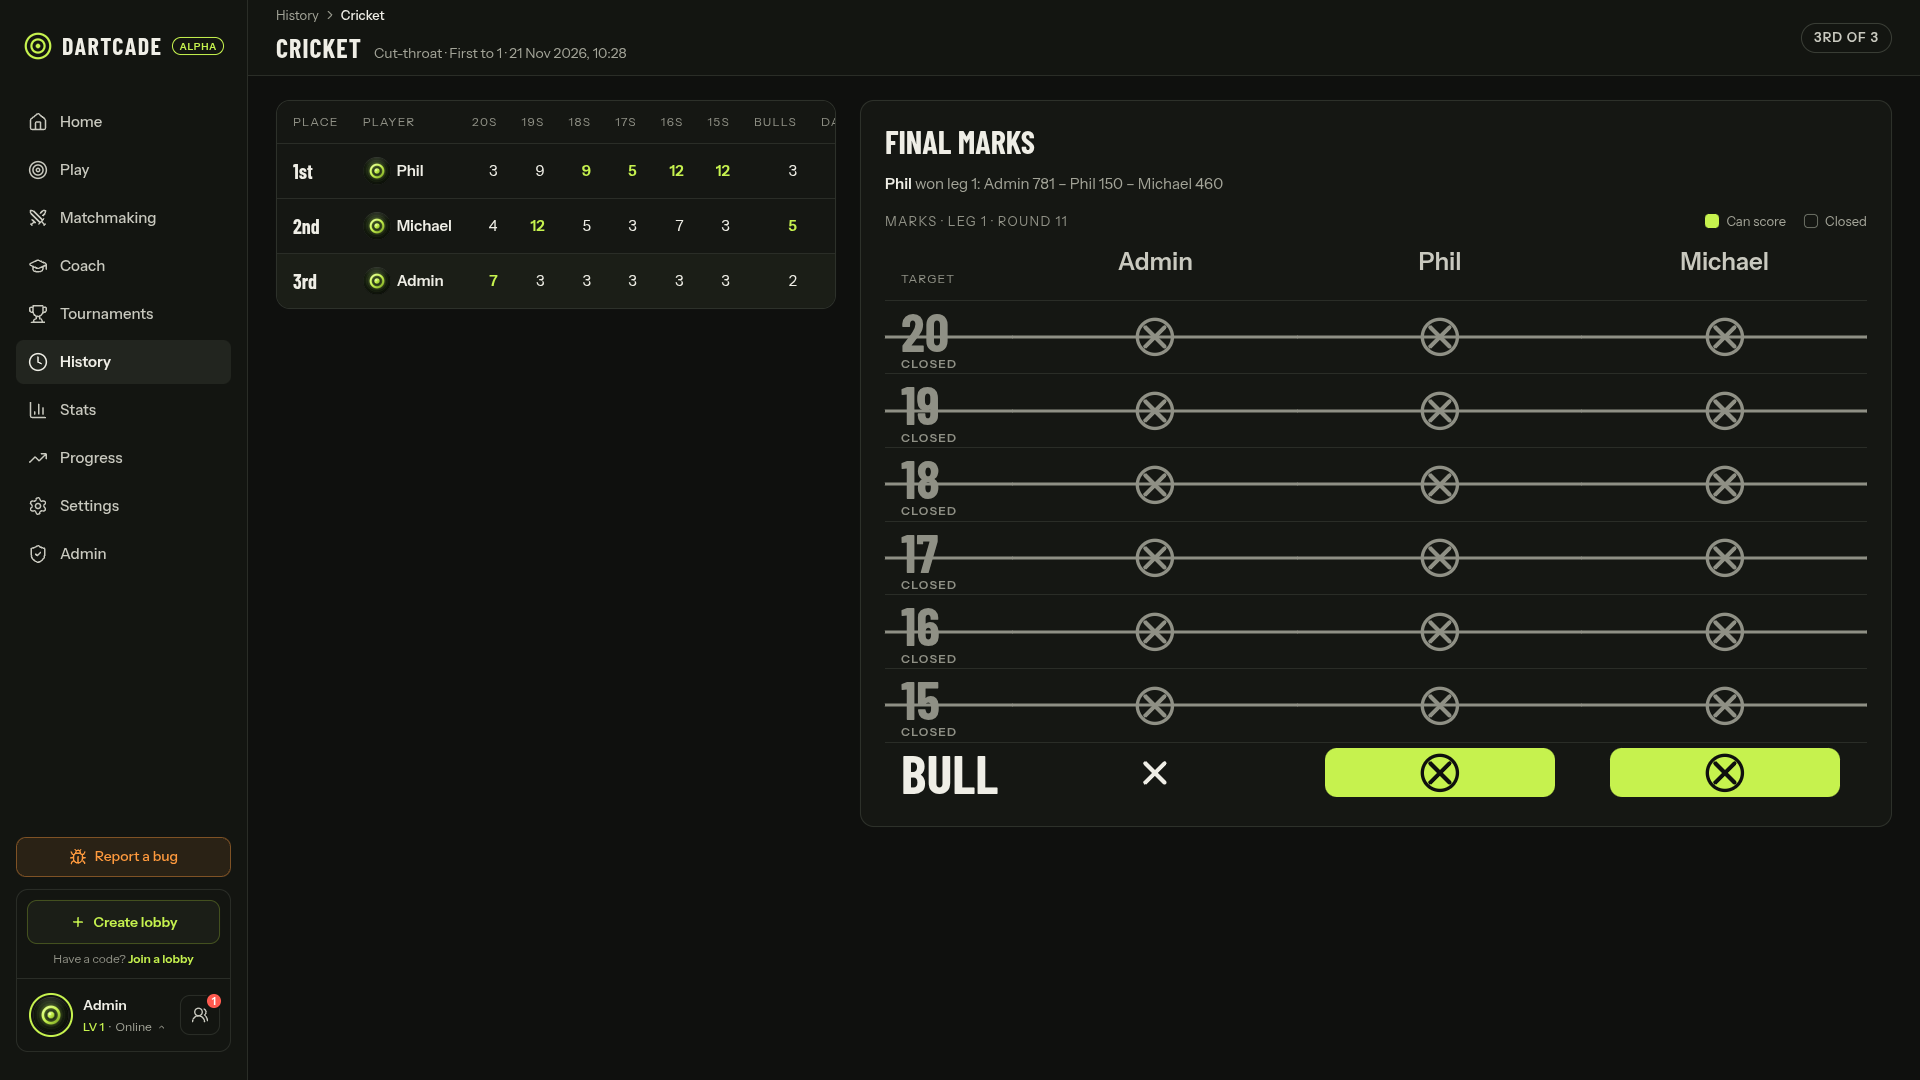 DARTCADE ALPHA
Home
Play
Matchmaking
Coach
Tournaments
History
Stats
Progress
Settings
Admin
Report a bug
+ Create lobby
Have a code? Join a lobby
Admin
LV 1 · Online
1
History > Cricket
CRICKET Cut-throat · First to 1 · 21 Nov 2026, 10:28
3RD OF 3
PLACE PLAYER 20S 19S 18S 17S 16S 15S BULLS
1st Phil 3 9 9 5 12 12 3
2nd Michael 4 12 5 3 7 3 5
3rd Admin 7 3 3 3 3 3 2
FINAL MARKS
Phil won leg 1: Admin 781 – Phil 150 – Michael 460
MARKS · LEG 1 · ROUND 11 Can score Closed
TARGET Admin Phil Michael
20
CLOSED
19
CLOSED
18
CLOSED
17
CLOSED
16
CLOSED
15
CLOSED
BULL